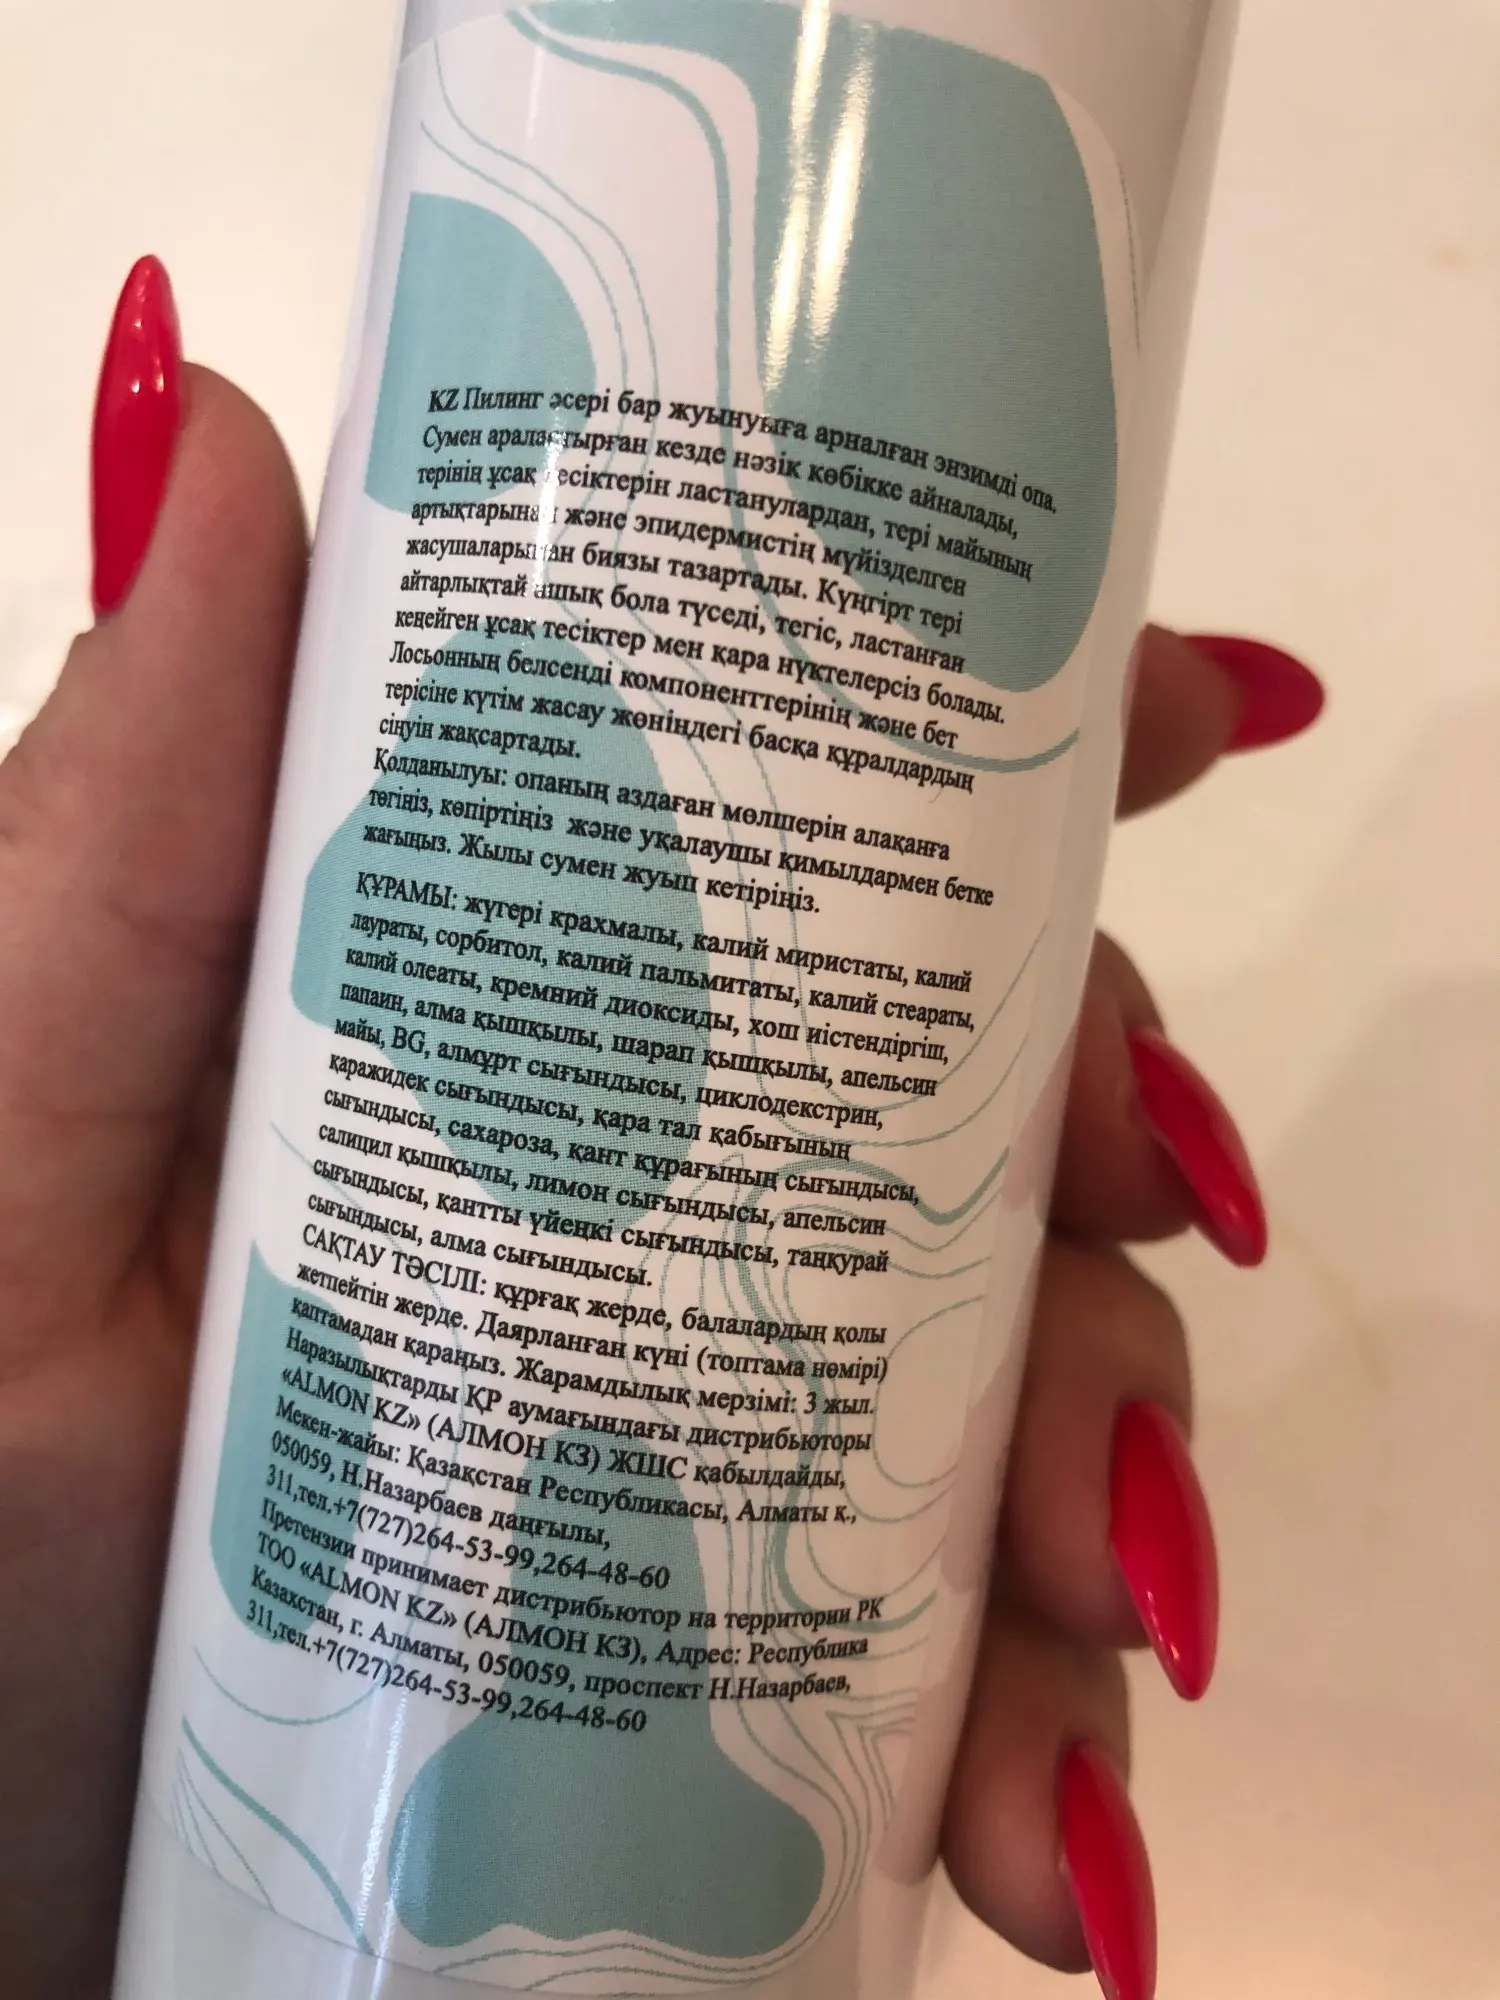 KZ Пилинг әсері бар жуынуыға арналған энзимді опа.
Сумен араластырған кезде нәзік көбікке айналады,
терінің ұсақ тесіктерін ластанулардан, тері майының
артықтарынан және эпидермистің мүйізделген
жасушаларынан биязы тазартады. Күңгірт тері
айтарлықтай ашық бола түседі, тегіс, ластанған
кеңейген ұсақ тесіктер мен қара нүктелерсіз болады.
Лосьонның белсенді компоненттерінің және бет
терісіне күтім жасау жөніндегі басқа құралдардың
сіңуін жақсартады.
Қолданылуы: опаның аздаған мөлшерін алақанға
төгіңіз, көпіртіңіз және уқалаушы қимылдармен бетке
жағыңыз. Жылы сумен жуып кетіріңіз.
ҚҰРАМЫ: жүгері крахмалы, калий миристаты, калий
лаураты, сорбитол, калий пальмитаты, калий стеараты,
калий олеаты, кремний диоксиды, хош иістендіргіш,
папаин, алма қышқылы, шарап қышқылы, апельсин
майы, BG, алмұрт сығындысы, циклодекстрин,
қаражидек сығындысы, қара тал қабығының
сығындысы, сахароза, қант құрағының сығындысы,
салицил қышқылы, лимон сығындысы, апельсин
сығындысы, қантты үйеңкі сығындысы, таңқурай
сығындысы, алма сығындысы.
САҚТАУ ТӘСІЛІ: құрғақ жерде, балалардың қолы
жетпейтін жерде. Даярланған күні (топтама нөмірі)
қаптамадан қараңыз. Жарамдылық мерзімі: 3 жыл.
Наразылықтарды ҚР аумағындағы дистрибьюторы
«ALMON KZ» (АЛМОН КЗ) ЖШС қабылдайды,
Мекен-жайы: Қазақстан Республикасы, Алматы қ.,
050059, Н.Назарбаев даңғылы,
311,тел.+7(727)264-53-99,264-48-60
Претензии принимает дистрибьютор на территории РК
ТОО «ALMON KZ» (АЛМОН КЗ), Адрес: Республика
Казахстан, г. Алматы, 050059, проспект Н.Назарбаев,
311,тел.+7(727)264-53-99,264-48-60